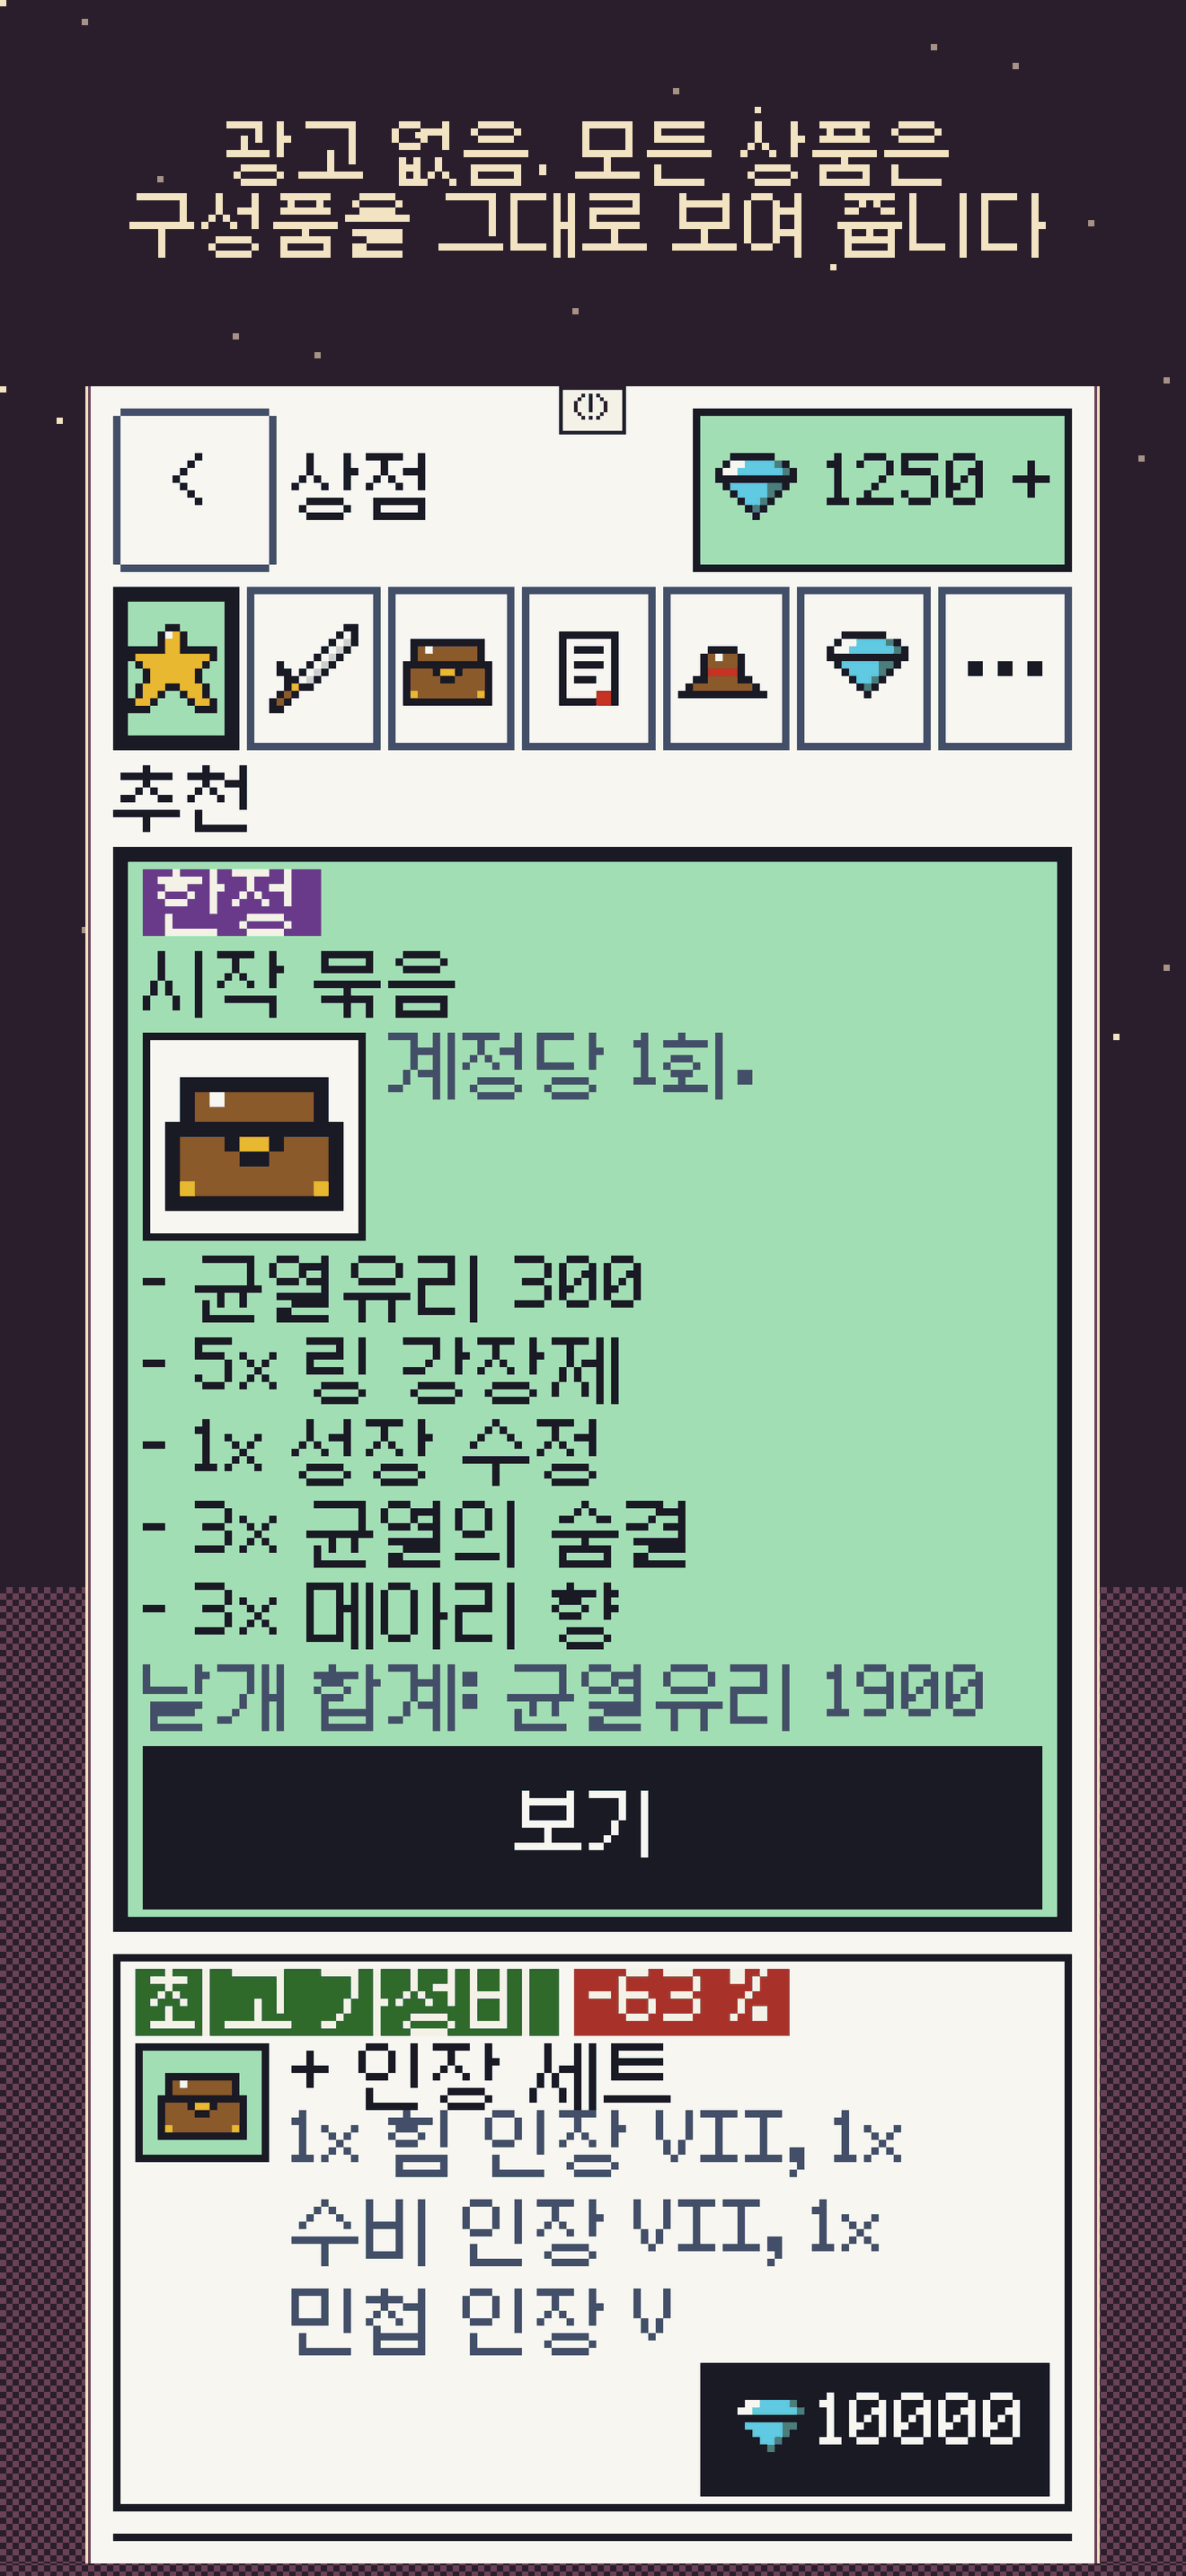 광고 없음. 모든 상품은
구성품을 그대로 보여 줍니다
< 상점
1250 +
추천
한정
시작 묶음
계정당 1회.
- 균열유리 300
- 5x 링 강장제
- 1x 성장 수정
- 3x 균열의 숨결
- 3x 메아리 향
낱개 합계: 균열유리 1900
보기
초고가성비 -63%
+ 인장 세트
1x 힘 인장 VII, 1x
수비 인장 VII, 1x
민첩 인장 V
10000